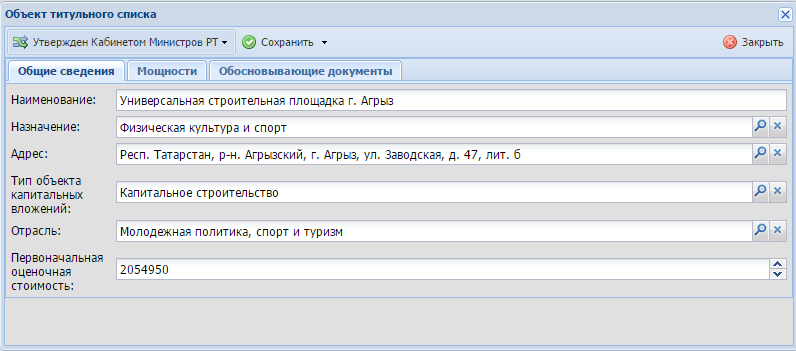 Объект титульного списка
Утвержден Кабинетом Министров РТ Сохранить Закрыть
Общие сведения Мощности Обосновывающие документы
Наименование: Универсальная строительная площадка г. Агрыз
Назначение: Физическая культура и спорт
Адрес: Респ. Татарстан, р-н. Агрызский, г. Агрыз, ул. Заводская, д. 47, лит. б
Тип объекта
капитальных
вложений:
Капитальное строительство
Отрасль: Молодежная политика, спорт и туризм
Первоначальная
оценочная
стоимость:
2054950